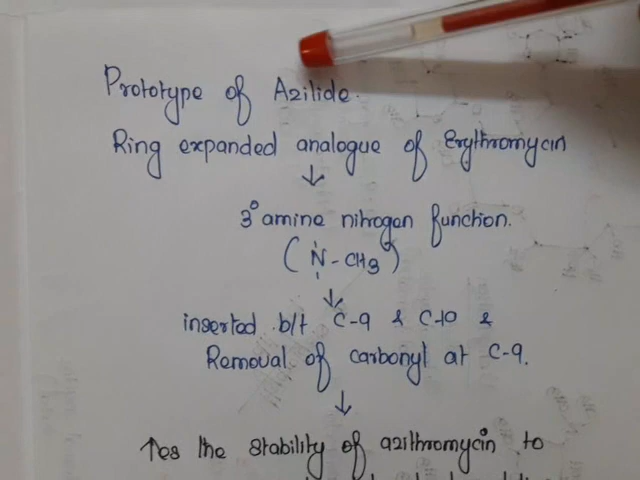 Prototype of Azilide.
Ring expanded analogue of Erythromycin
↓
3° amine nitrogen function.
(N-CH3)
↓
inserted b/t C-9 & C-10 &
Removal of carbonyl at C-9.
↓
↑es the stability of azithromycin to